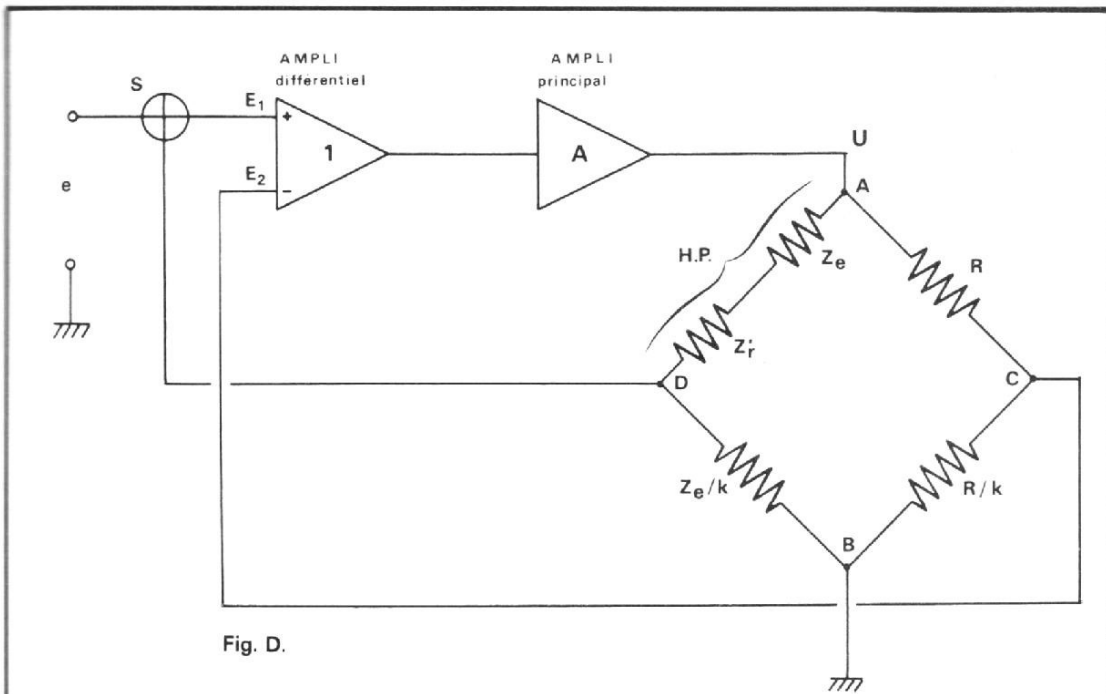 AMPLI
differentiel
AMPLI
principal
S
E1
+
1
A
U
e
E2
−
A
H.P.
Ze
R
Z'r
D
C
Ze/k
R/k
B
Fig. D.